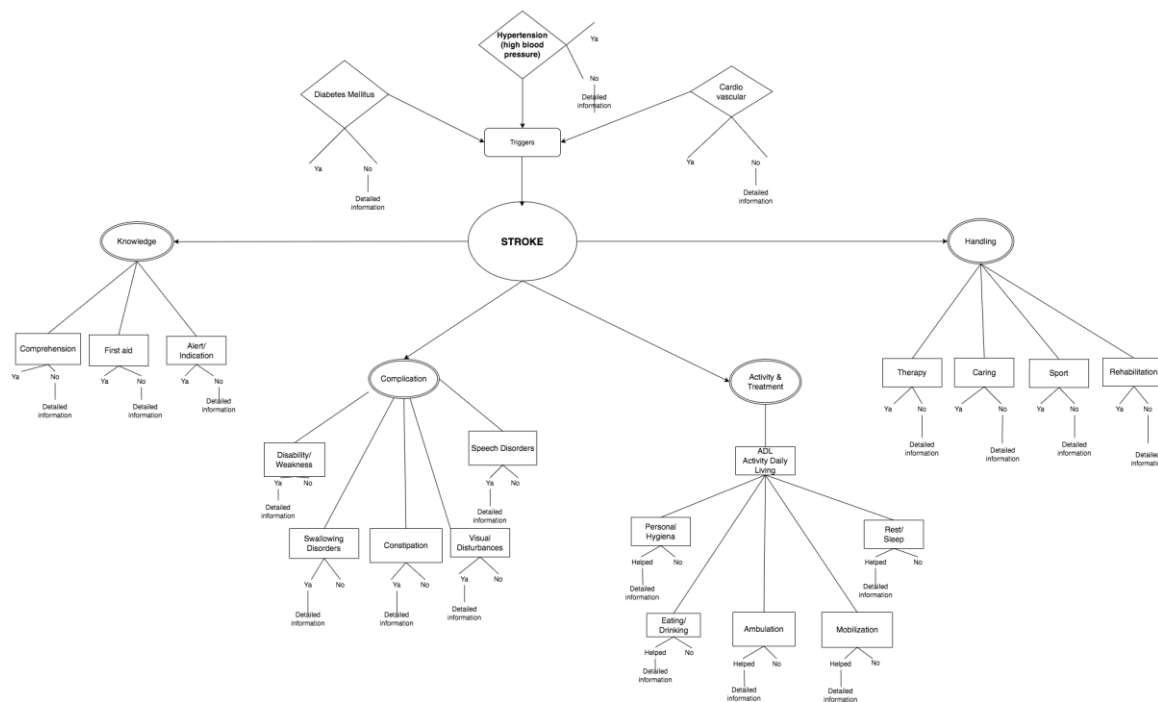 Hypertension
(high blood
pressure)
Ya
No
Detailed
information
Diabetes Mellitus
Ya
No
Detailed
information
Cardio
vascular
Ya
No
Detailed
information
Triggers
STROKE
Knowledge
Comprehension
Ya
No
Detailed
information
First aid
Ya
No
Detailed
information
Alert/
Indication
Ya
No
Detailed
information
Complication
Disability/
Weakness
Ya
No
Detailed
information
Swallowing
Disorders
Ya
No
Detailed
information
Constipation
Ya
No
Detailed
information
Visual
Disturbances
Ya
No
Detailed
information
Speech Disorders
Ya
No
Detailed
information
Activity &
Treatment
ADL
Activity Daily
Living
Personal
Hygiena
Helped
No
Detailed
information
Eating/
Drinking
Helped
No
Detailed
information
Ambulation
Helped
No
Detailed
information
Mobilization
Helped
No
Detailed
information
Rest/
Sleep
Helped
No
Detailed
information
Handling
Therapy
Ya
No
Detailed
information
Caring
Ya
No
Detailed
information
Sport
Ya
No
Detailed
information
Rehabilitation
Ya
No
Detailed
information